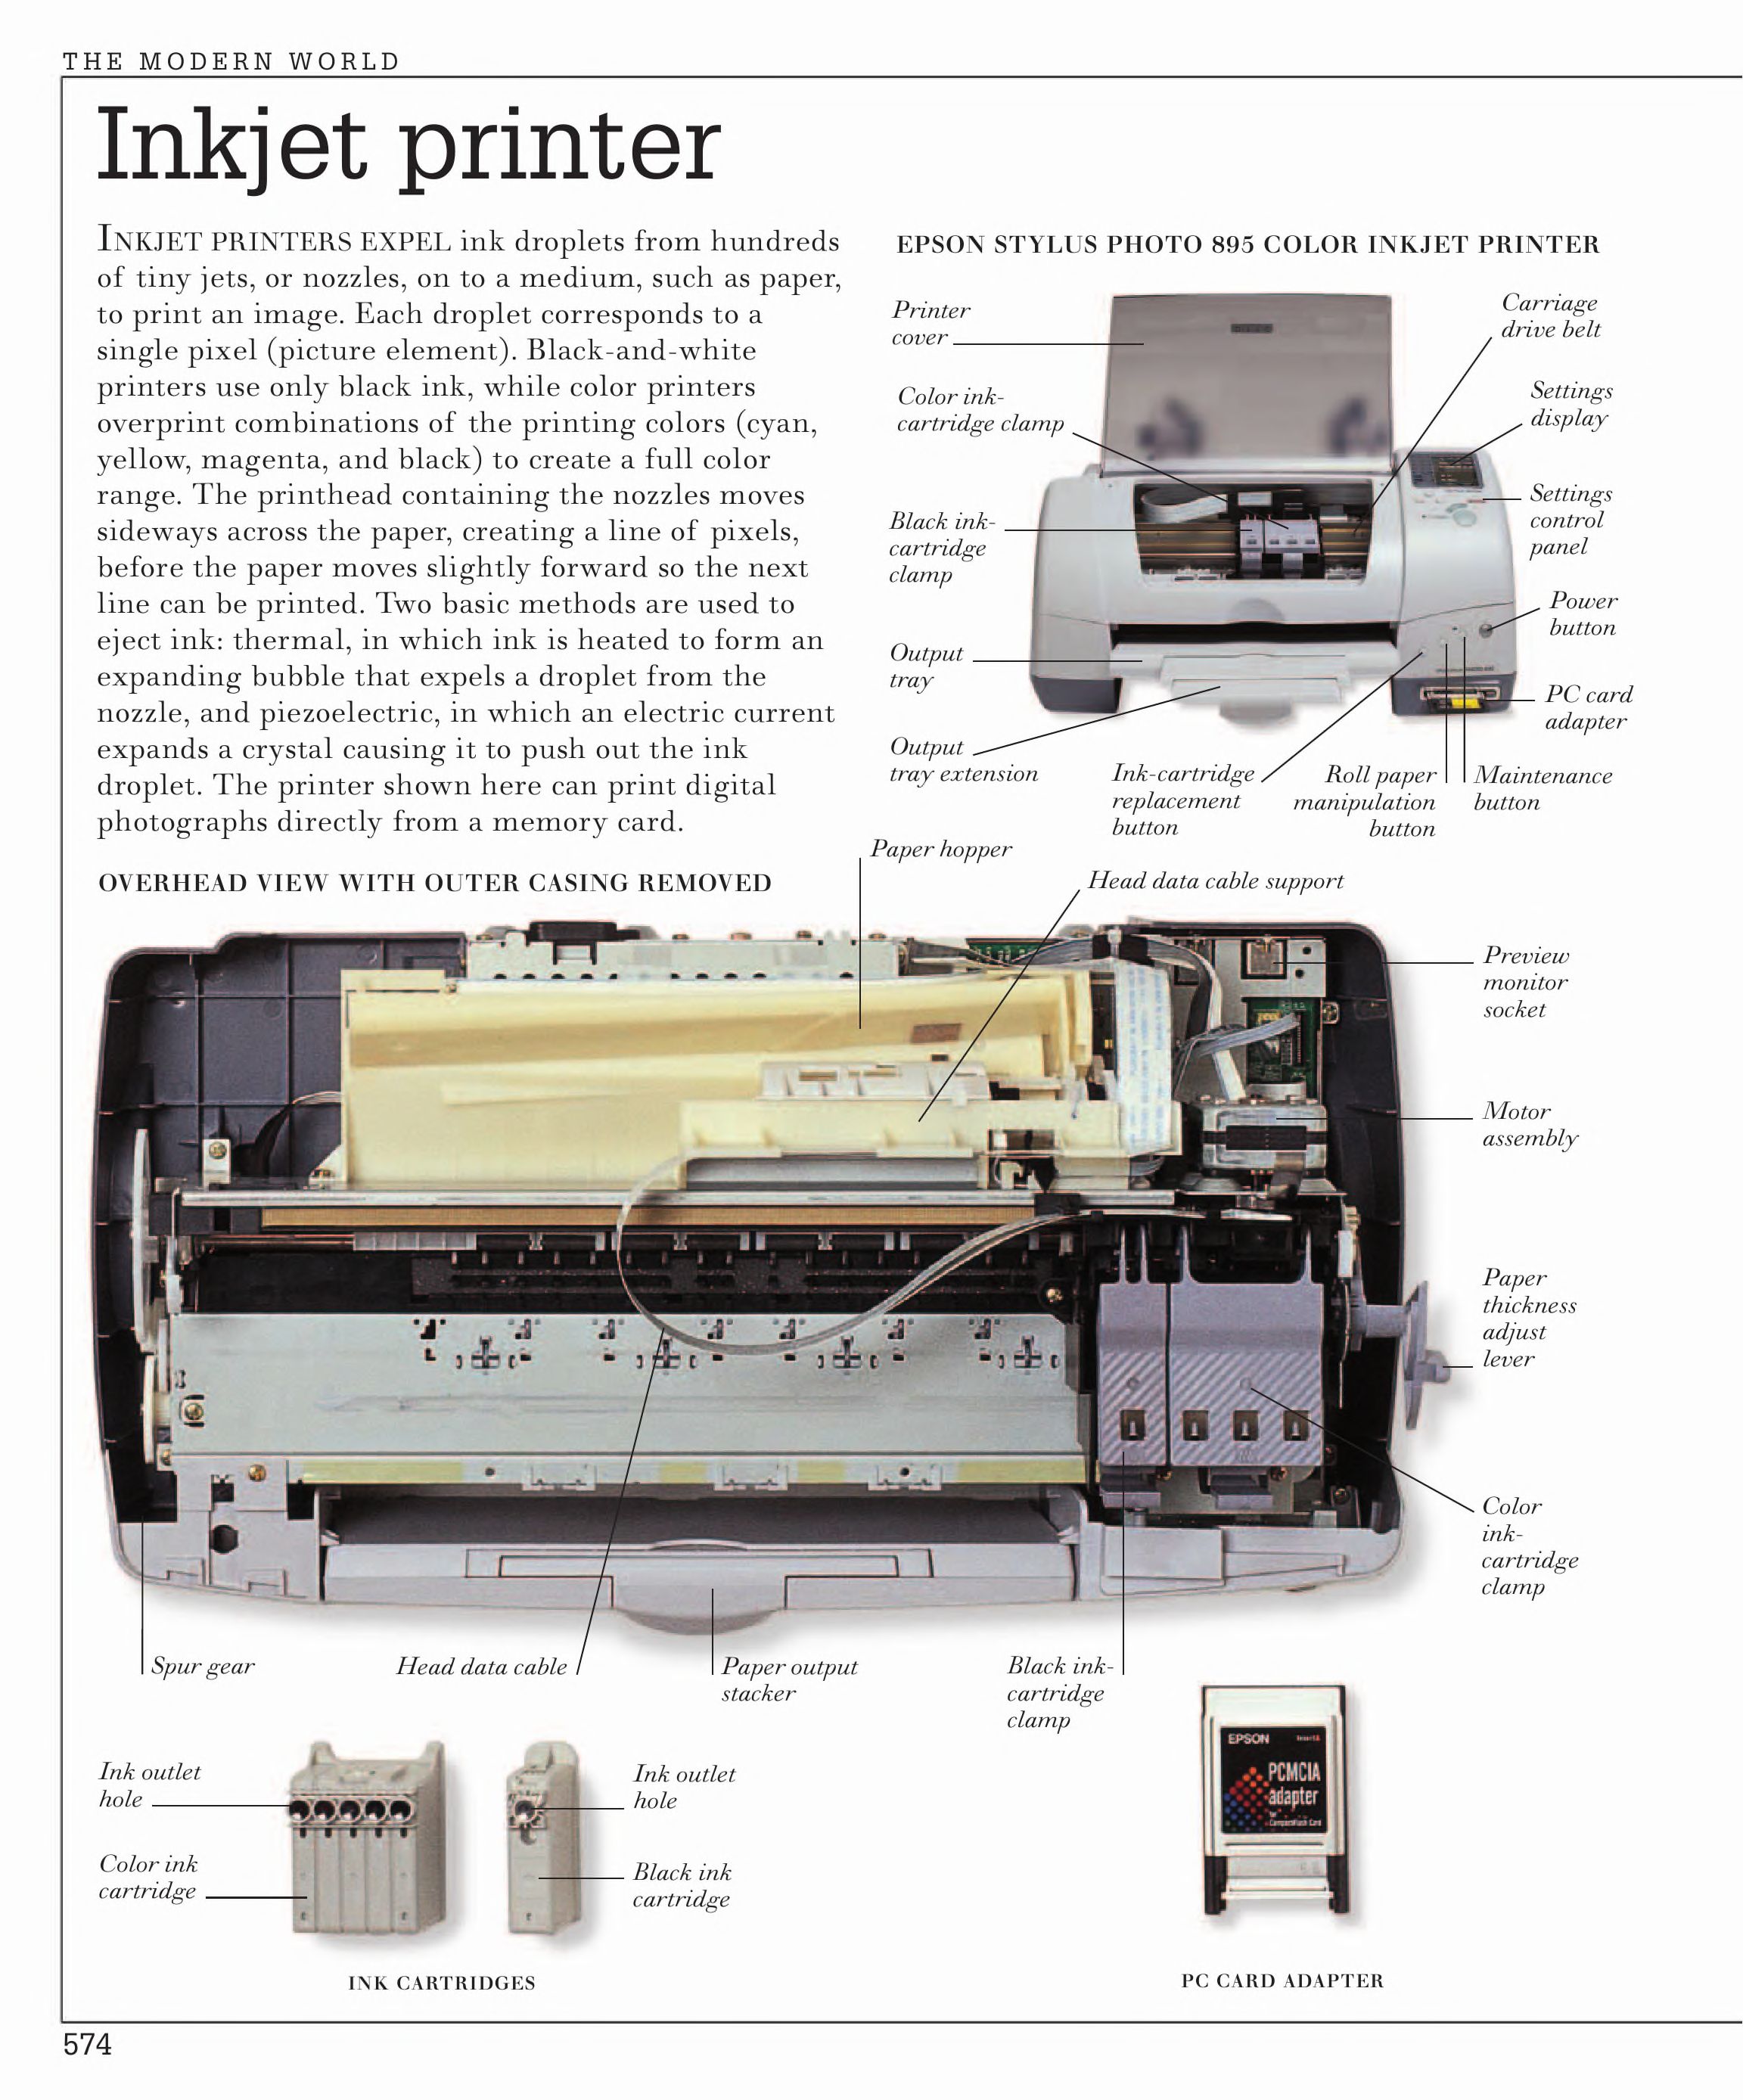 THE MODERN WORLD
Inkjet printer
INKJET PRINTERS EXPEL ink droplets from hundreds
of tiny jets, or nozzles, on to a medium, such as paper,
to print an image. Each droplet corresponds to a
single pixel (picture element). Black-and-white
printers use only black ink, while color printers
overprint combinations of the printing colors (cyan,
yellow, magenta, and black) to create a full color
range. The printhead containing the nozzles moves
sideways across the paper, creating a line of pixels,
before the paper moves slightly forward so the next
line can be printed. Two basic methods are used to
eject ink: thermal, in which ink is heated to form an
expanding bubble that expels a droplet from the
nozzle, and piezoelectric, in which an electric current
expands a crystal causing it to push out the ink
droplet. The printer shown here can print digital
photographs directly from a memory card.
EPSON STYLUS PHOTO 895 COLOR INKJET PRINTER
Printer
cover
Color ink-
cartridge clamp
Black ink-
cartridge
clamp
Output
tray
Output
tray extension
Ink-cartridge
replacement
button
Roll paper
manipulation
button
Maintenance
button
Carriage
drive belt
Settings
display
Settings
control
panel
Power
button
PC card
adapter
OVERHEAD VIEW WITH OUTER CASING REMOVED
Paper hopper
Head data cable support
Preview
monitor
socket
Motor
assembly
Paper
thickness
adjust
lever
Color
ink-
cartridge
clamp
Spur gear
Head data cable
Paper output
stacker
Black ink-
cartridge
clamp
Ink outlet
hole
Color ink
cartridge
Ink outlet
hole
Black ink
cartridge
INK CARTRIDGES
EPSON
PCMCIA
adapter
for
CompactFlash Card
PC CARD ADAPTER
574